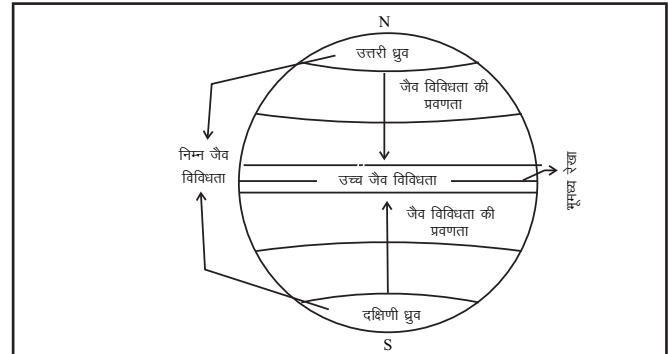 N
उत्तरी ध्रुव
जैव विविधता की
प्रवणता
निम्न जैव
विविधता
उच्च जैव विविधता
भूमध्य रेखा
जैव विविधता की
प्रवणता
दक्षिणी ध्रुव
S